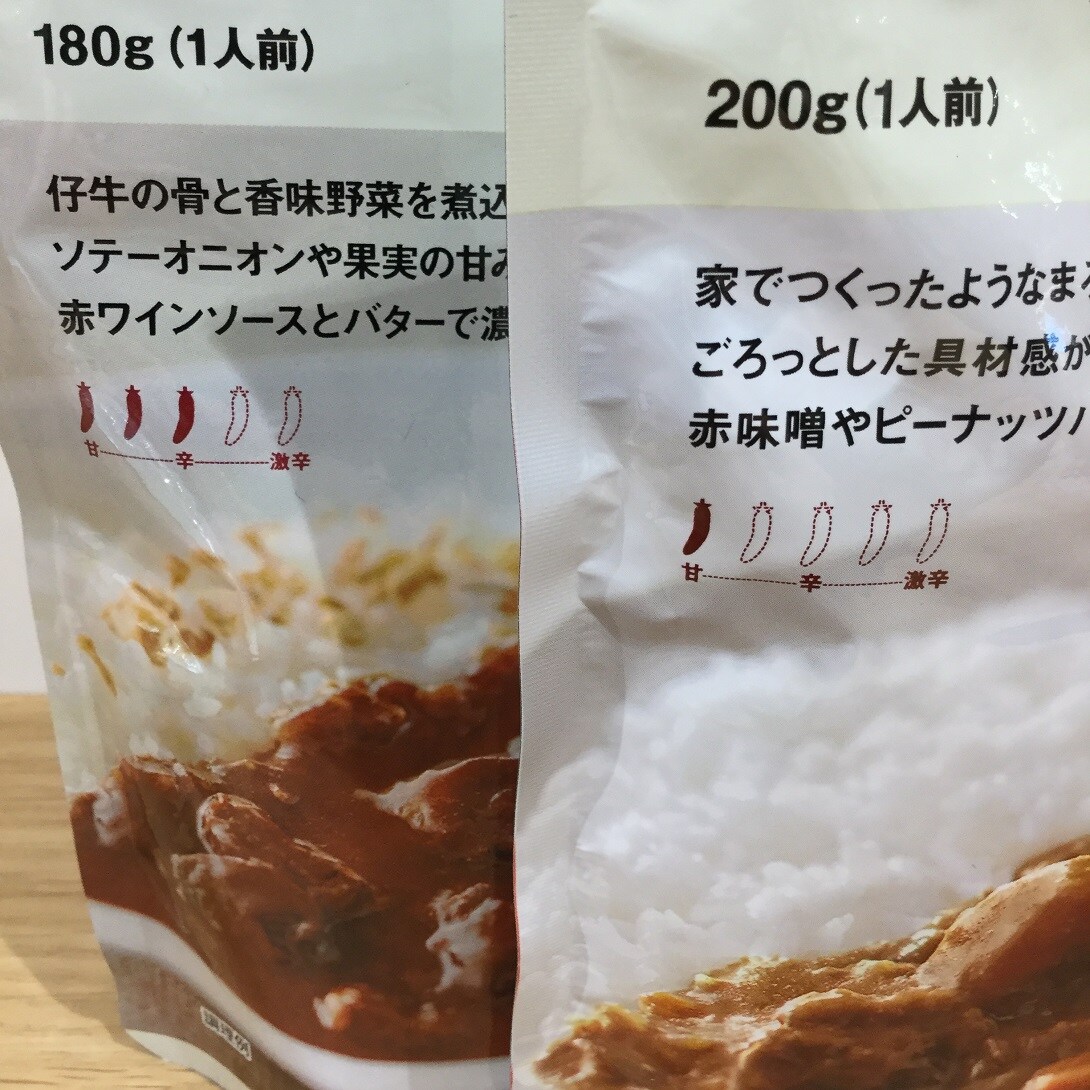 180g (1人前)
仔牛の骨と香味野菜を煮込
ソテーオニオンや果実の甘み
赤ワインソースとバターで濃
甘 辛 激辛
調理例
200g(1人前)
家でつくったようなまろ
ごろっとした具材感が
赤味噌やピーナッツバ
甘 辛 激辛